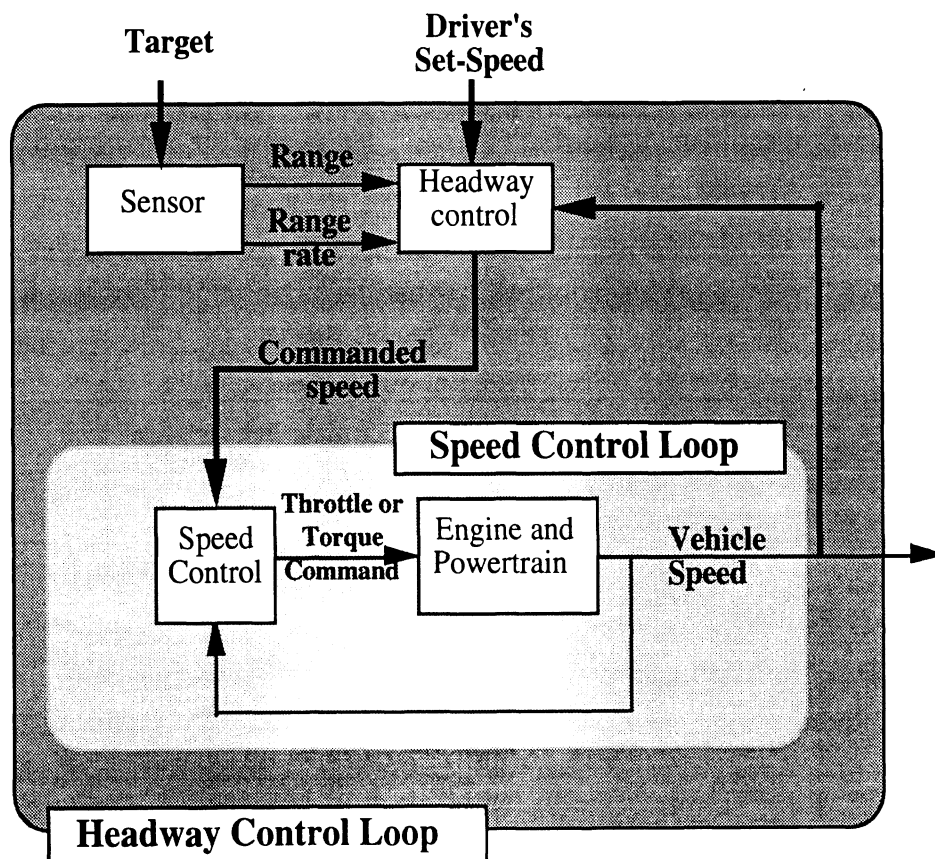 Target
Driver's
Set-Speed
Range
Sensor
Headway
control
Range
rate
Commanded
speed
Speed Control Loop
Throttle or
Torque
Command
Speed
Control
Engine and
Powertrain
Vehicle
Speed
Headway Control Loop